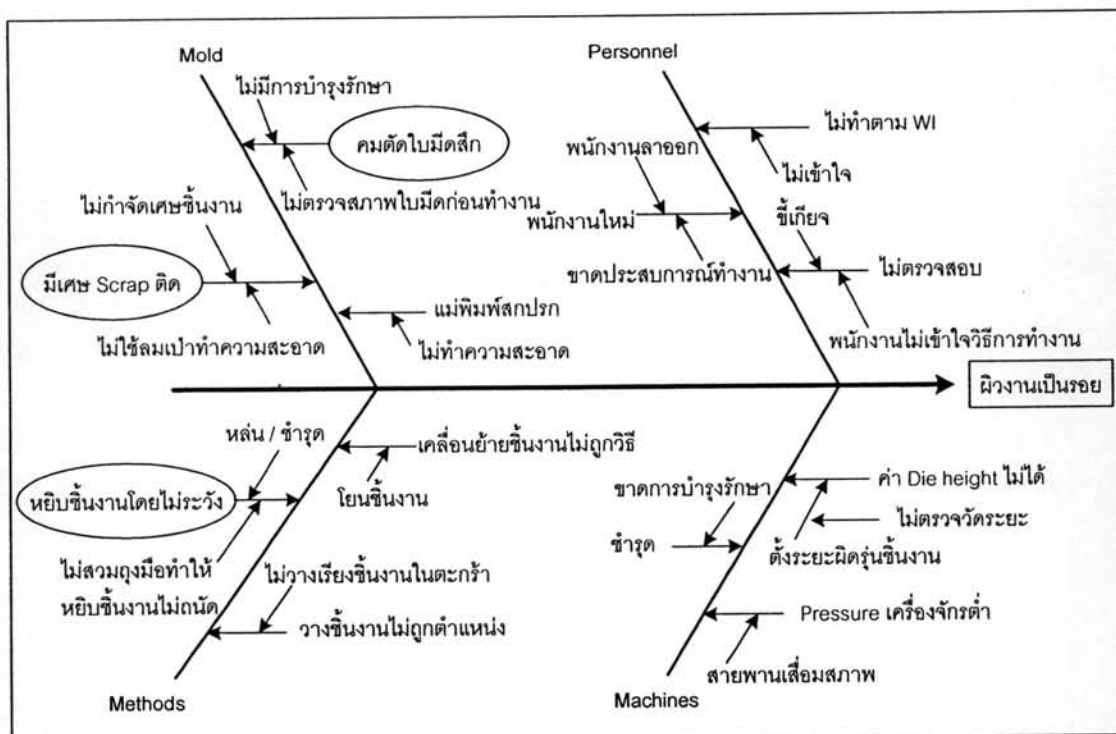 Mold
Personnel
ไม่มีการบำรุงรักษา
คมตัดใบมีดสึก
ไม่ตรวจสภาพใบมีดก่อนทำงาน
ไม่กำจัดเศษชิ้นงาน
มีเศษ Scrap ติด
ไม่ใช้ลมเป่าทำความสะอาด
แม่พิมพ์สกปรก
ไม่ทำความสะอาด
ไม่ทำตาม WI
ไม่เข้าใจ
พนักงานลาออก
พนักงานใหม่
ขาดประสบการณ์ทำงาน
ขี้เกียจ
ไม่ตรวจสอบ
พนักงานไม่เข้าใจวิธีการทำงาน
ผิวงานเป็นรอย
หล่น / ชำรุด
หยิบชิ้นงานโดยไม่ระวัง
ไม่สวมถุงมือทำให้
หยิบชิ้นงานไม่ถนัด
เคลื่อนย้ายชิ้นงานไม่ถูกวิธี
โยนชิ้นงาน
ไม่วางเรียงชิ้นงานในตะกร้า
วางชิ้นงานไม่ถูกตำแหน่ง
ขาดการบำรุงรักษา
ชำรุด
ค่า Die height ไม่ได้
ไม่ตรวจวัดระยะ
ตั้งระยะผิดรุ่นชิ้นงาน
Pressure เครื่องจักรต่ำ
สายพานเสื่อมสภาพ
Methods
Machines